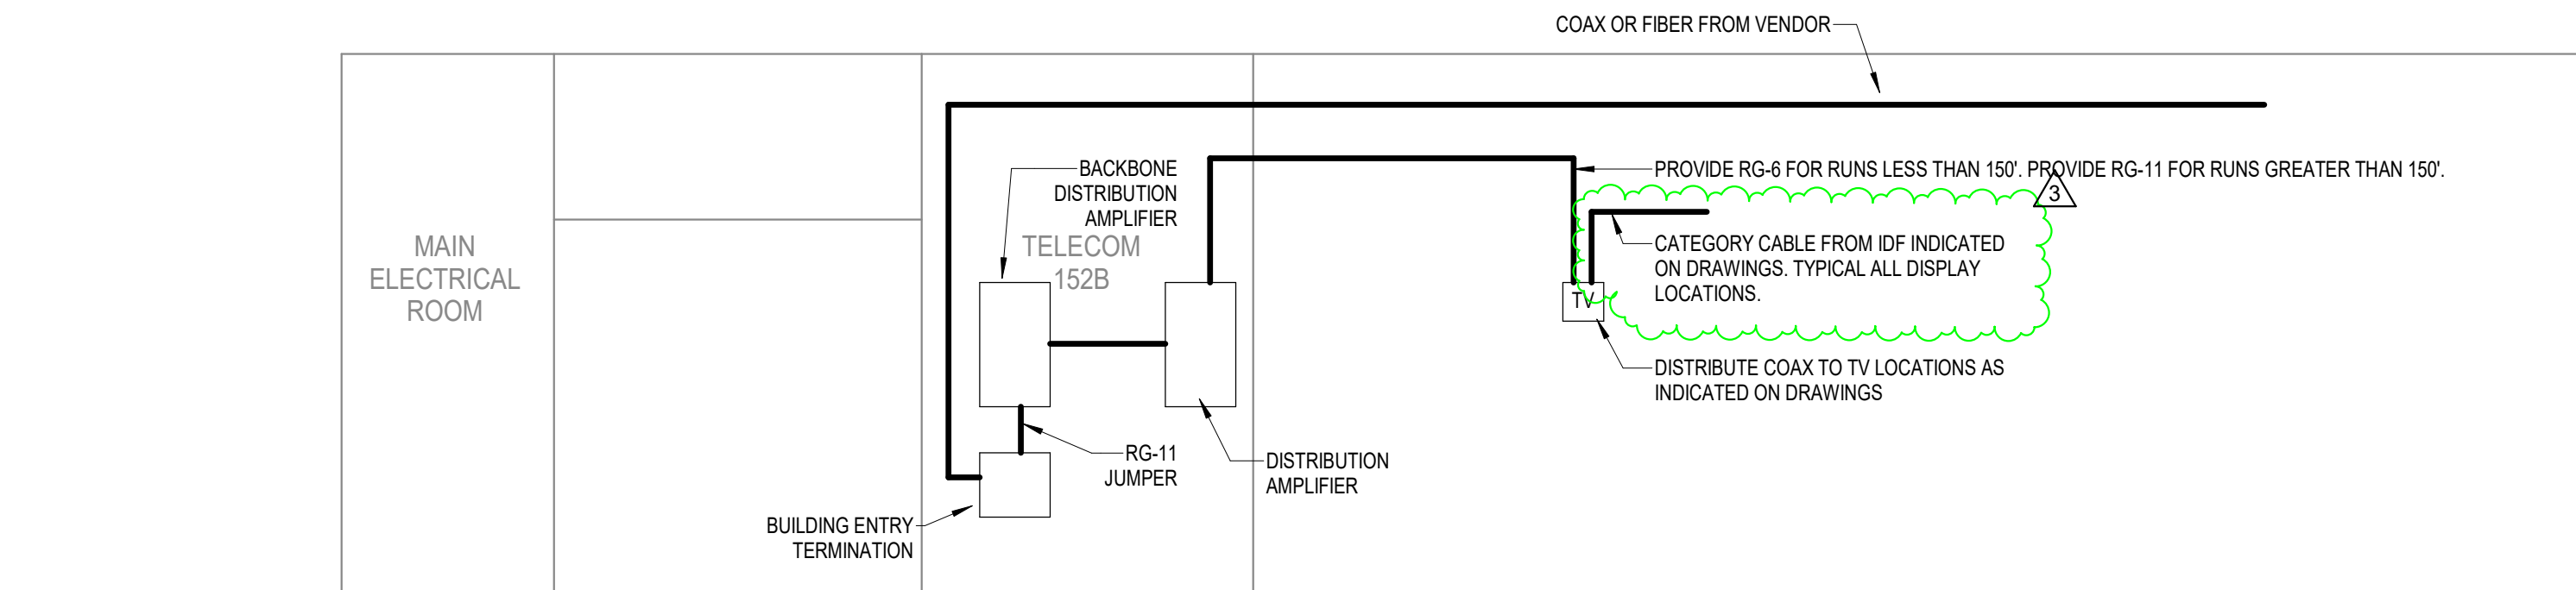 COAX OR FIBER FROM VENDOR
BACKBONE
DISTRIBUTION
AMPLIFIER
PROVIDE RG-6 FOR RUNS LESS THAN 150'. PROVIDE RG-11 FOR RUNS GREATER THAN 150'.
3
MAIN
ELECTRICAL
ROOM
TELECOM
152B
CATEGORY CABLE FROM IDF INDICATED
ON DRAWINGS. TYPICAL ALL DISPLAY
LOCATIONS.
TV
DISTRIBUTE COAX TO TV LOCATIONS AS
INDICATED ON DRAWINGS
RG-11
JUMPER
DISTRIBUTION
AMPLIFIER
BUILDING ENTRY
TERMINATION